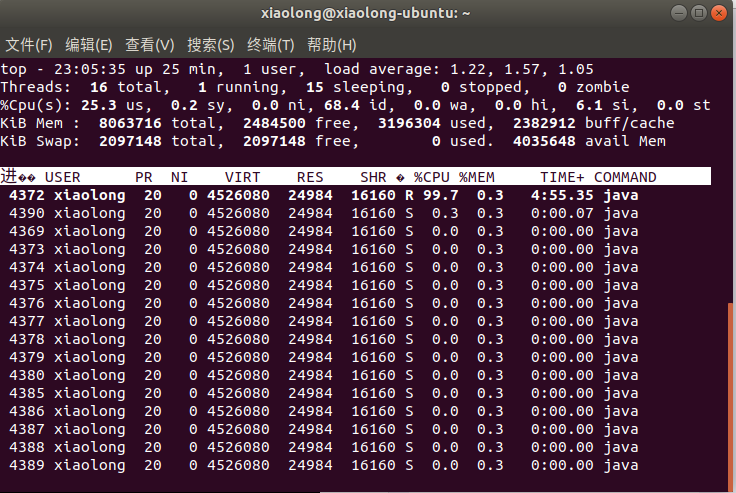 xiaolong@xiaolong-ubuntu: ~
文件(F) 编辑(E) 查看(V) 搜索(S) 终端(T) 帮助(H)
top - 23:05:35 up 25 min,  1 user,  load average: 1.22, 1.57, 1.05
Threads:  16 total,   1 running,  15 sleeping,   0 stopped,   0 zombie
%Cpu(s): 25.3 us,  0.2 sy,  0.0 ni, 68.4 id,  0.0 wa,  0.0 hi,  6.1 si,  0.0 st
KiB Mem :  8063716 total,  2484500 free,  3196304 used,  2382912 buff/cache
KiB Swap:  2097148 total,  2097148 free,        0 used.  4035648 avail Mem
进�� USER      PR  NI    VIRT    RES    SHR � %CPU %MEM     TIME+ COMMAND
4372 xiaolong  20   0 4526080  24984  16160 R 99.7  0.3   4:55.35 java
4390 xiaolong  20   0 4526080  24984  16160 S  0.3  0.3   0:00.07 java
4369 xiaolong  20   0 4526080  24984  16160 S  0.0  0.3   0:00.00 java
4373 xiaolong  20   0 4526080  24984  16160 S  0.0  0.3   0:00.00 java
4374 xiaolong  20   0 4526080  24984  16160 S  0.0  0.3   0:00.00 java
4375 xiaolong  20   0 4526080  24984  16160 S  0.0  0.3   0:00.00 java
4376 xiaolong  20   0 4526080  24984  16160 S  0.0  0.3   0:00.00 java
4377 xiaolong  20   0 4526080  24984  16160 S  0.0  0.3   0:00.00 java
4378 xiaolong  20   0 4526080  24984  16160 S  0.0  0.3   0:00.00 java
4379 xiaolong  20   0 4526080  24984  16160 S  0.0  0.3   0:00.00 java
4380 xiaolong  20   0 4526080  24984  16160 S  0.0  0.3   0:00.00 java
4385 xiaolong  20   0 4526080  24984  16160 S  0.0  0.3   0:00.00 java
4386 xiaolong  20   0 4526080  24984  16160 S  0.0  0.3   0:00.00 java
4387 xiaolong  20   0 4526080  24984  16160 S  0.0  0.3   0:00.00 java
4388 xiaolong  20   0 4526080  24984  16160 S  0.0  0.3   0:00.00 java
4389 xiaolong  20   0 4526080  24984  16160 S  0.0  0.3   0:00.00 java